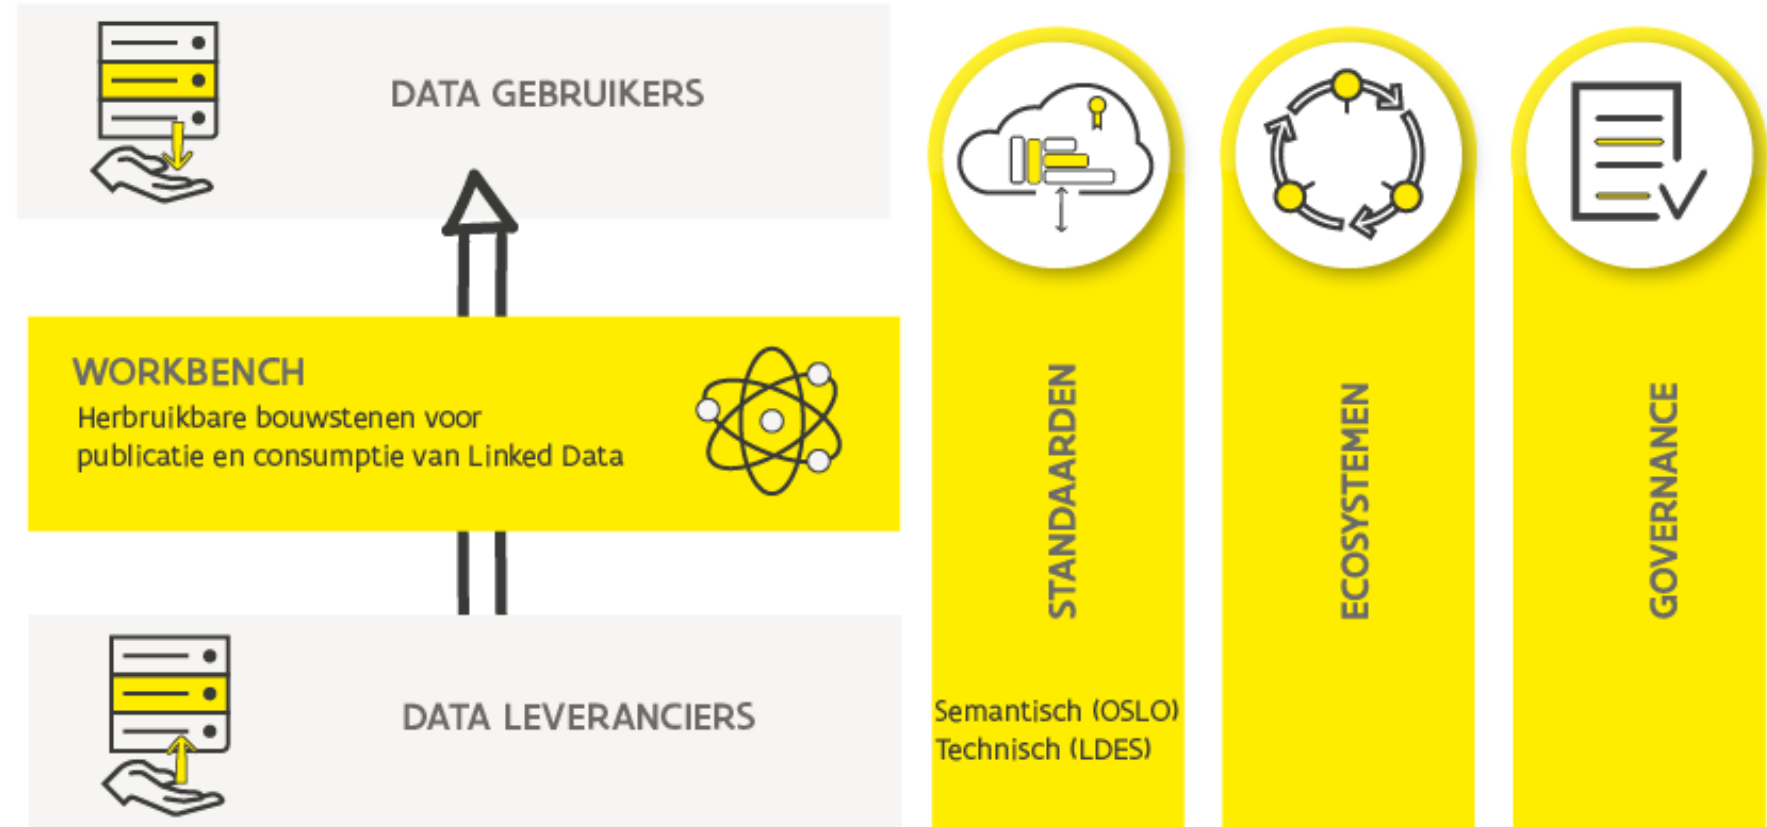 DATA GEBRUIKERS
WORKBENCH
Herbruikbare bouwstenen voor
publicatie en consumptie van Linked Data
DATA LEVERANCIERS
STANDAARDEN
Semantisch (OSLO)
Technisch (LDES)
ECOSYSTEMEN
GOVERNANCE